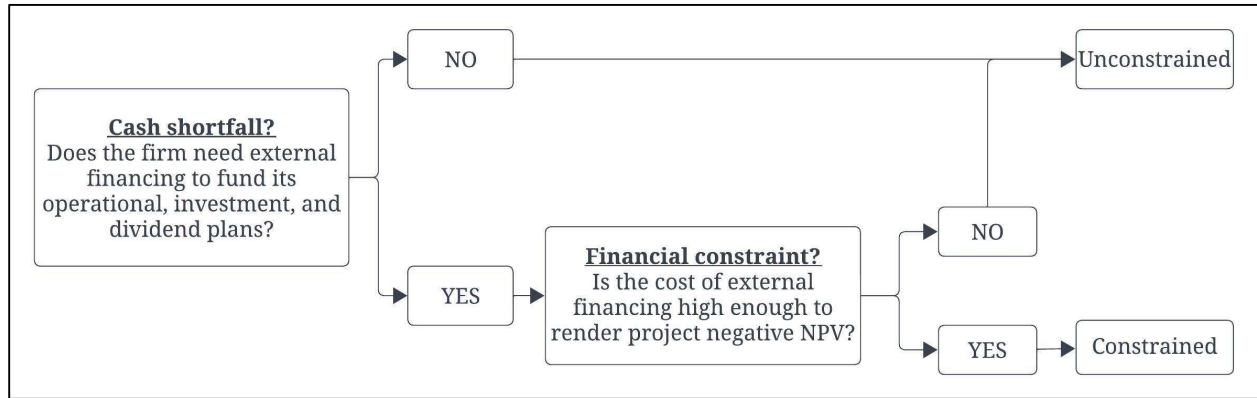 NO
Unconstrained
Cash shortfall?
Does the firm need external
financing to fund its
operational, investment, and
dividend plans?
YES
Financial constraint?
Is the cost of external
financing high enough to
render project negative NPV?
NO
YES
Constrained